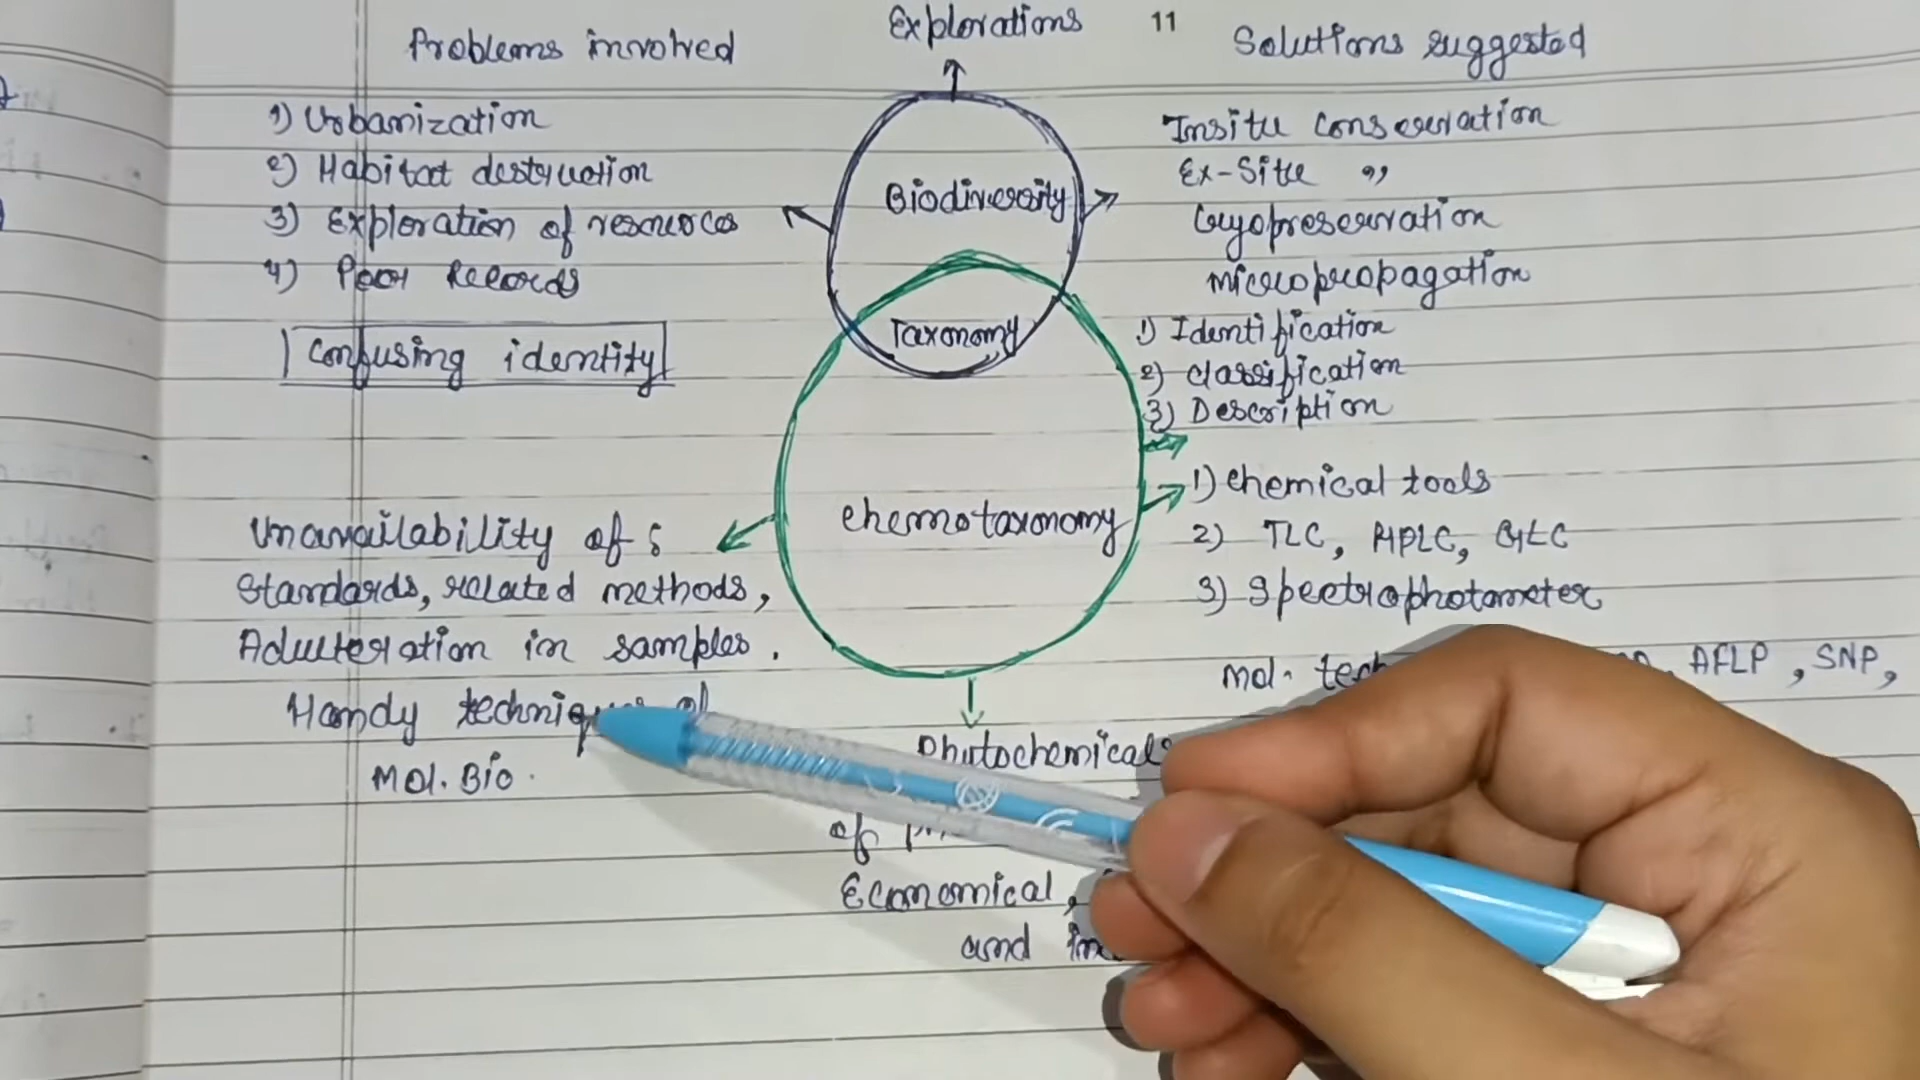 Explorations
11
Problems involved
Solutions suggested
1) Urbanization
2) Habitat destruction
3) Exploration of resources
4) Poor Records
Confusing identity
Biodiversity
Taxonomy
Insitu conservation
Ex-Situ ,,
Cryopreservation
micropropagation
1) Identification
2) classification
3) Description
chemotaxonomy
1) chemical tools
2) TLC, HPLC, GLC
3) Spectrophotometer
Unavailability of :
Standards, related methods,
Adulteration in samples.
Handy techniques of
Mol. Bio.
mol. AFLP, SNP,
Phytochemicals
of
Economical,
and